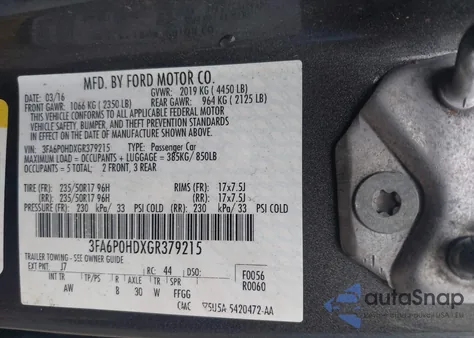 MFD. BY FORD MOTOR CO.
03/16 GVWR: 2019 KG ( 4450 LB)
FRONT GAWR: 1066 KG ( 2350 LB) REAR GAWR: 964 KG ( 2125 LB)
THIS VEHICLE CONFORMS TO ALL APPLICABLE FEDERAL MOTOR
VEHICLE SAFETY, BUMPER, AND THEFT PREVENTION STANDARDS
IN EFFECT ON THE DATE OF MANUFACTURE SHOWN ABOVE.
VIN: 3FA6P0HDXGR379215 TYPE: Passenger Car
MAXIMUM LOAD = OCCUPANTS + LUGGAGE = 385KG/850LB
OCCUPANTS = 5 TOTAL: 2 FRONT, 3 REAR
TIRE (FR): 235/50R17 96H RIMS (FR): 17x7.5J
(RR): 235/50R17 96H (RR): 17x7.5J
PRESSURE (FR) 230 kPa/ 33 PSI COLD (RR) 230 kPa/ 33 PSI COLD
3FA6P0HDXGR379215
TRAILER TOWING - SEE OWNER GUIDE
EXT PNT J7 RC: 44 DSO: F0056
INT TR TP/PS R AXLE TR SPR R0060
AW B 30 W FFGG
CMC 5U5A-5420472-AA
autoSnap